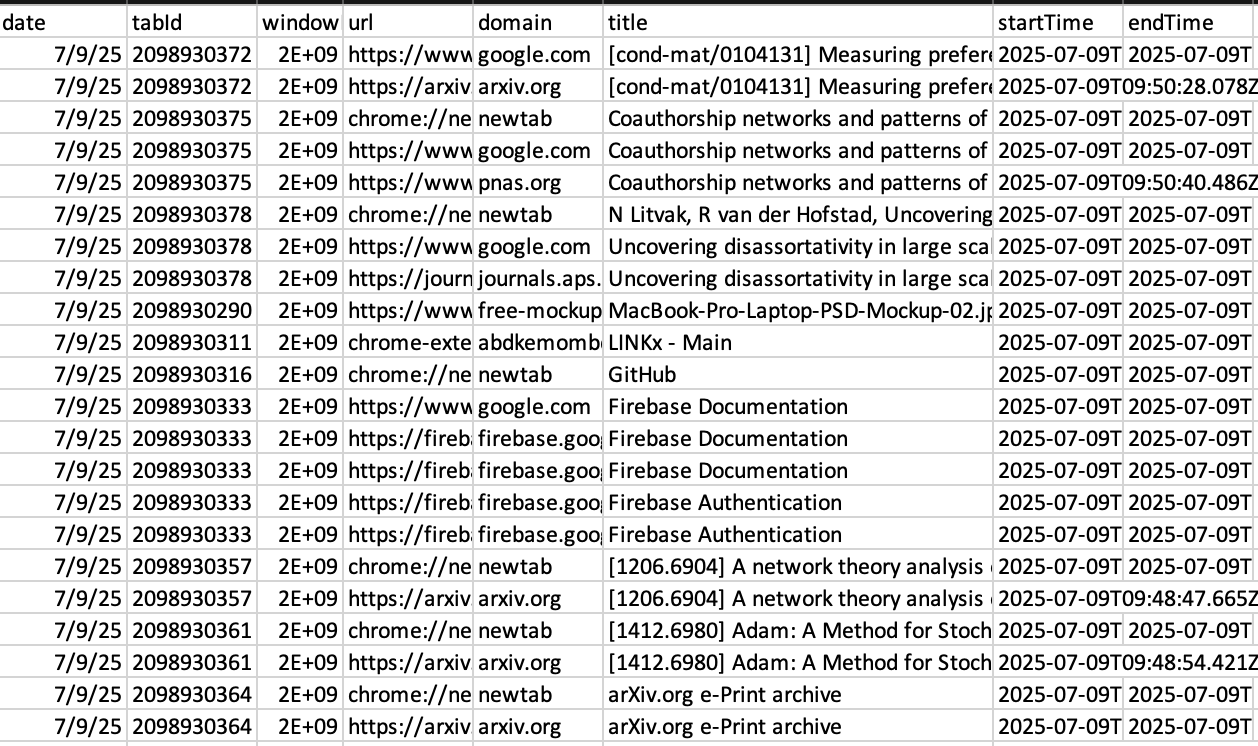 date tabId window url domain title startTime endTime
7/9/25 2098930372 2E+09 https://www google.com [cond-mat/0104131] Measuring prefere 2025-07-09T 2025-07-09T
7/9/25 2098930372 2E+09 https://arxiv arxiv.org [cond-mat/0104131] Measuring prefere 2025-07-09T09:50:28.078Z
7/9/25 2098930375 2E+09 chrome://ne newtab Coauthorship networks and patterns of 2025-07-09T 2025-07-09T
7/9/25 2098930375 2E+09 https://www google.com Coauthorship networks and patterns of 2025-07-09T 2025-07-09T
7/9/25 2098930375 2E+09 https://www pnas.org Coauthorship networks and patterns of 2025-07-09T09:50:40.486Z
7/9/25 2098930378 2E+09 chrome://ne newtab N Litvak, R van der Hofstad, Uncovering 2025-07-09T 2025-07-09T
7/9/25 2098930378 2E+09 https://www google.com Uncovering disassortativity in large sca 2025-07-09T 2025-07-09T
7/9/25 2098930378 2E+09 https://journ journals.aps. Uncovering disassortativity in large sca 2025-07-09T 2025-07-09T
7/9/25 2098930290 2E+09 https://www free-mockup MacBook-Pro-Laptop-PSD-Mockup-02.jp 2025-07-09T 2025-07-09T
7/9/25 2098930311 2E+09 chrome-exte abdkemomb LINKx - Main 2025-07-09T 2025-07-09T
7/9/25 2098930316 2E+09 chrome://ne newtab GitHub 2025-07-09T 2025-07-09T
7/9/25 2098930333 2E+09 https://www google.com Firebase Documentation 2025-07-09T 2025-07-09T
7/9/25 2098930333 2E+09 https://fireb firebase.goog Firebase Documentation 2025-07-09T 2025-07-09T
7/9/25 2098930333 2E+09 https://fireb firebase.goog Firebase Documentation 2025-07-09T 2025-07-09T
7/9/25 2098930333 2E+09 https://fireb firebase.goog Firebase Authentication 2025-07-09T 2025-07-09T
7/9/25 2098930333 2E+09 https://fireb firebase.goog Firebase Authentication 2025-07-09T 2025-07-09T
7/9/25 2098930357 2E+09 chrome://ne newtab [1206.6904] A network theory analysis 2025-07-09T 2025-07-09T
7/9/25 2098930357 2E+09 https://arxiv arxiv.org [1206.6904] A network theory analysis 2025-07-09T09:48:47.665Z
7/9/25 2098930361 2E+09 chrome://ne newtab [1412.6980] Adam: A Method for Stoch 2025-07-09T 2025-07-09T
7/9/25 2098930361 2E+09 https://arxiv arxiv.org [1412.6980] Adam: A Method for Stoch 2025-07-09T09:48:54.421Z
7/9/25 2098930364 2E+09 chrome://ne newtab arXiv.org e-Print archive 2025-07-09T 2025-07-09T
7/9/25 2098930364 2E+09 https://arxiv arxiv.org arXiv.org e-Print archive 2025-07-09T 2025-07-09T